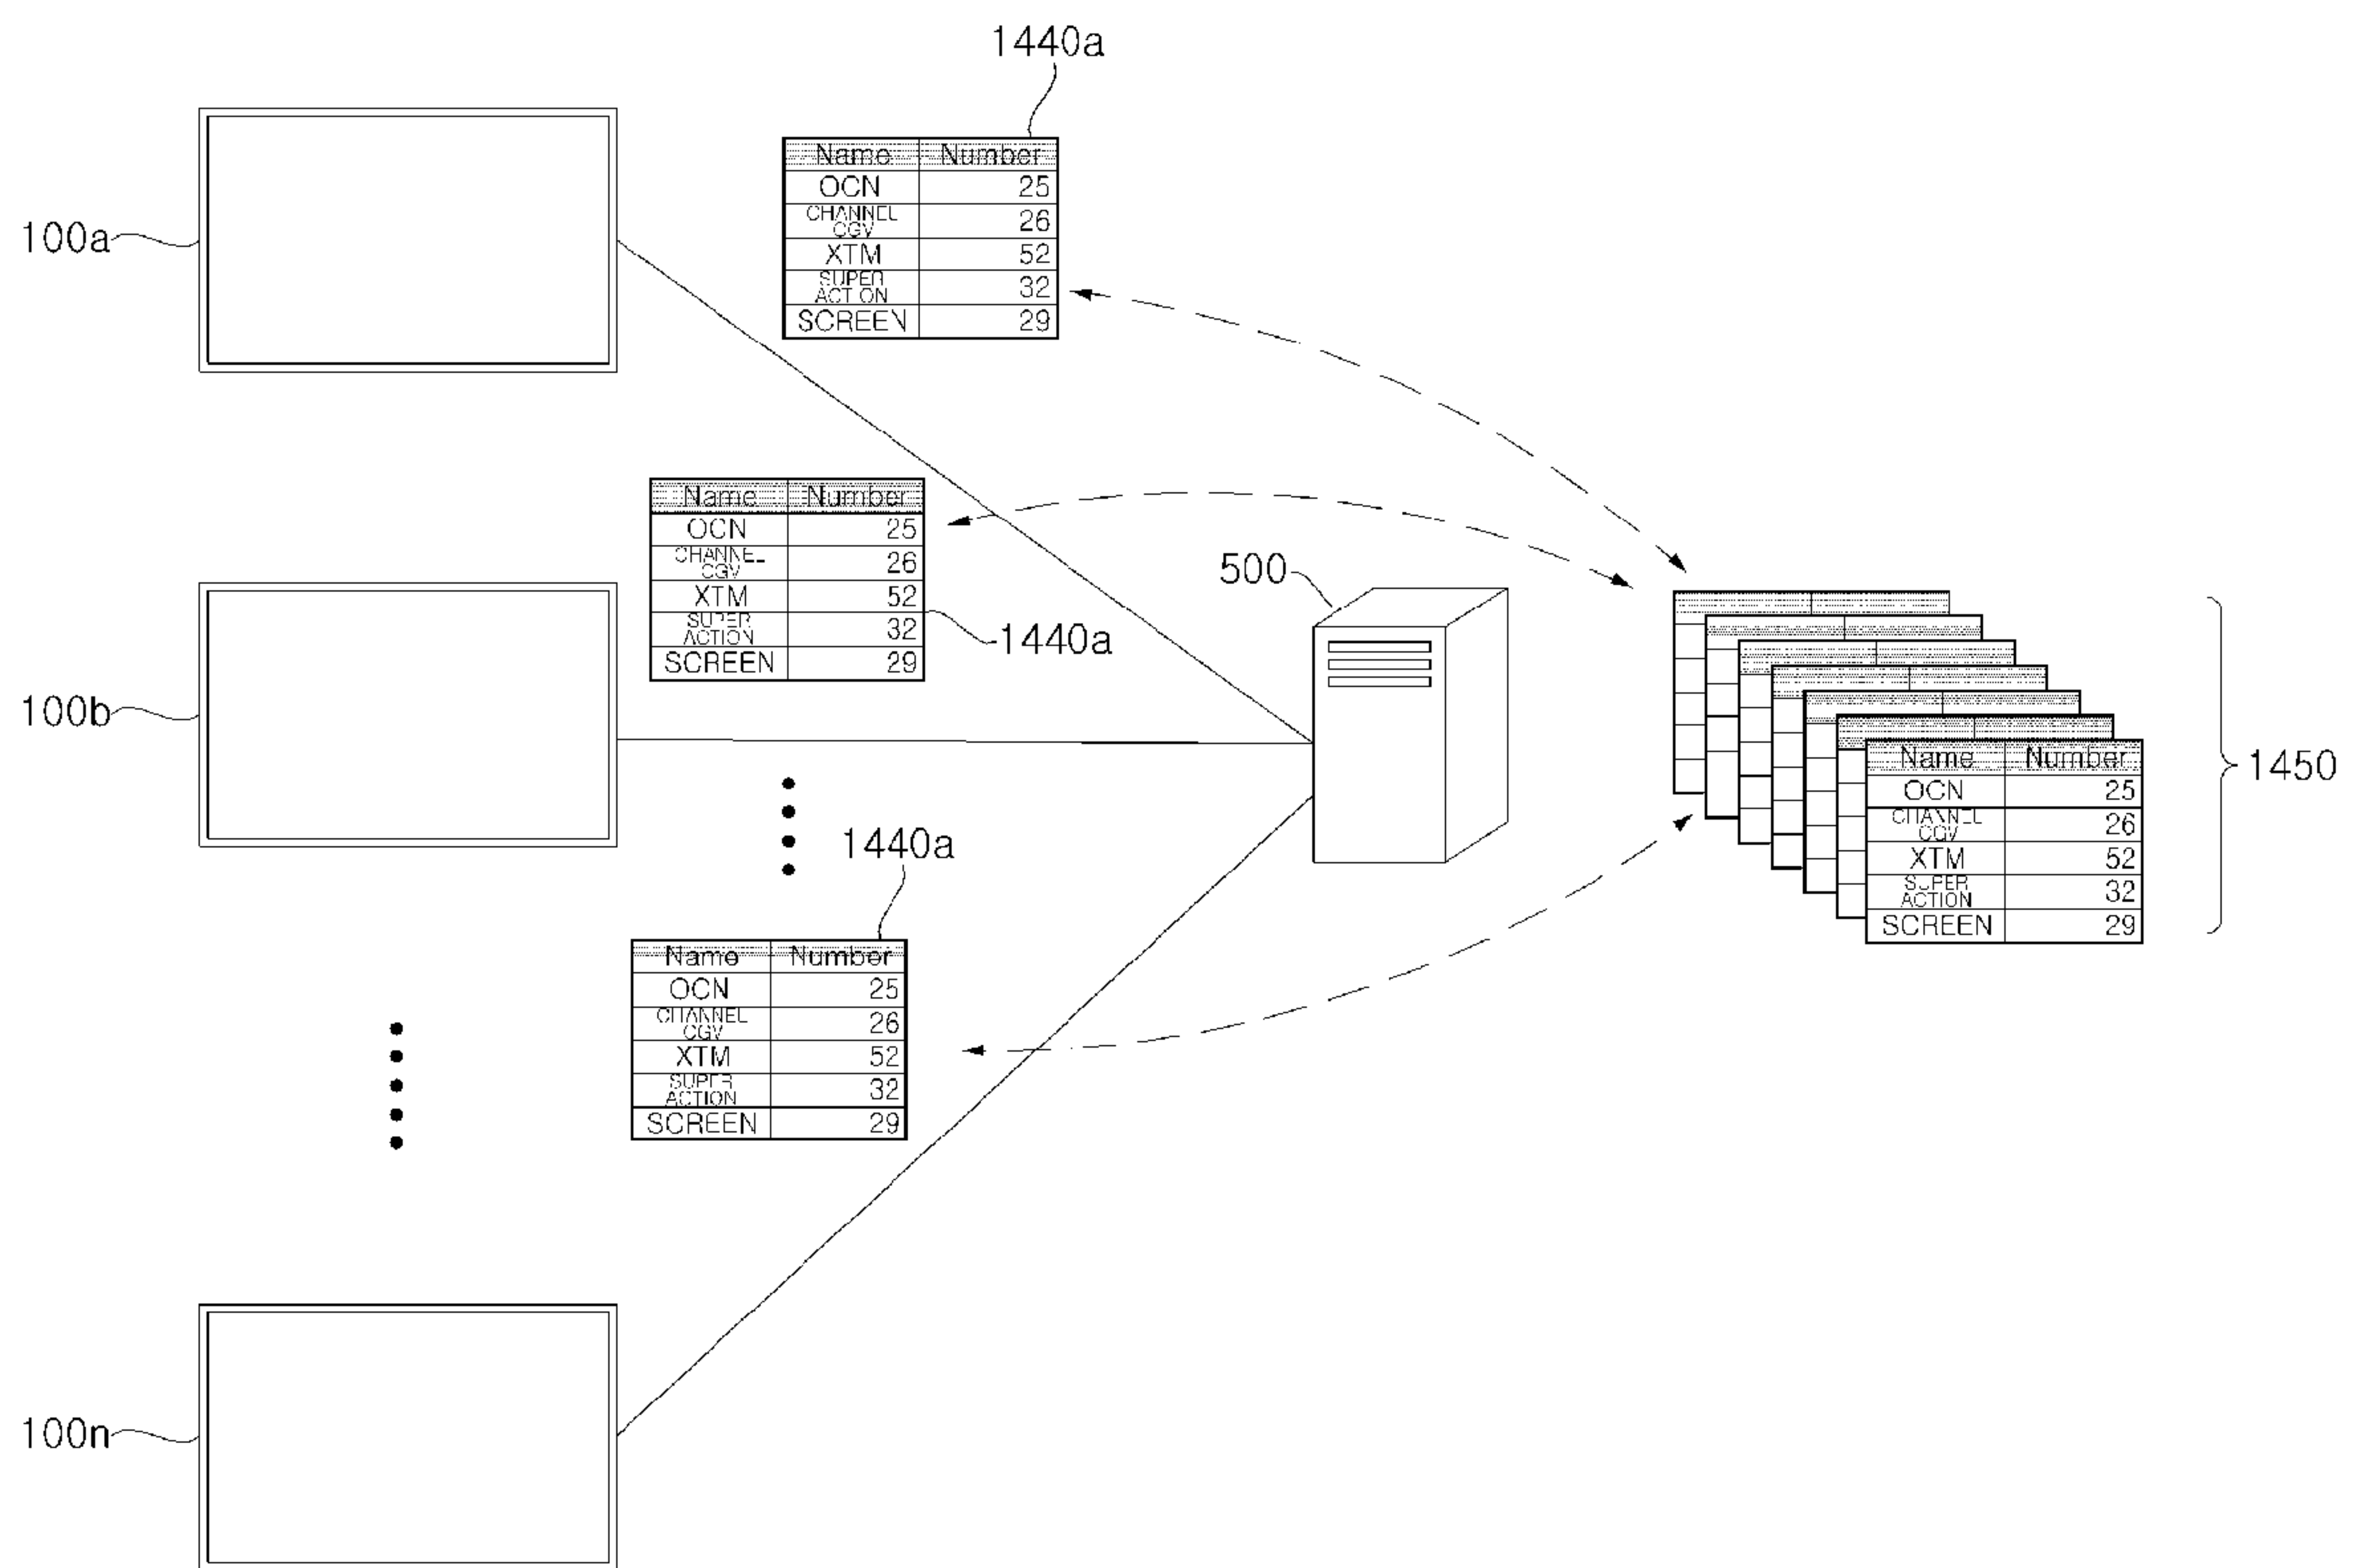 1440a
Name Number
OCN 25
CHANNEL
CGV 26
XTM 52
SUPER
ACTION 32
SCREEN 29
100a
Name Number
OCN 25
CHANNEL
CGV 26
XTM 52
SUPER
ACTION 32
SCREEN 29
1440a
500
100b
Name Number
OCN 25
CHANNEL
CGV 26
XTM 52
SUPER
ACTION 32
SCREEN 29
1450
1440a
Name Number
OCN 25
CHANNEL
CGV 26
XTM 52
SUPER
ACTION 32
SCREEN 29
100n